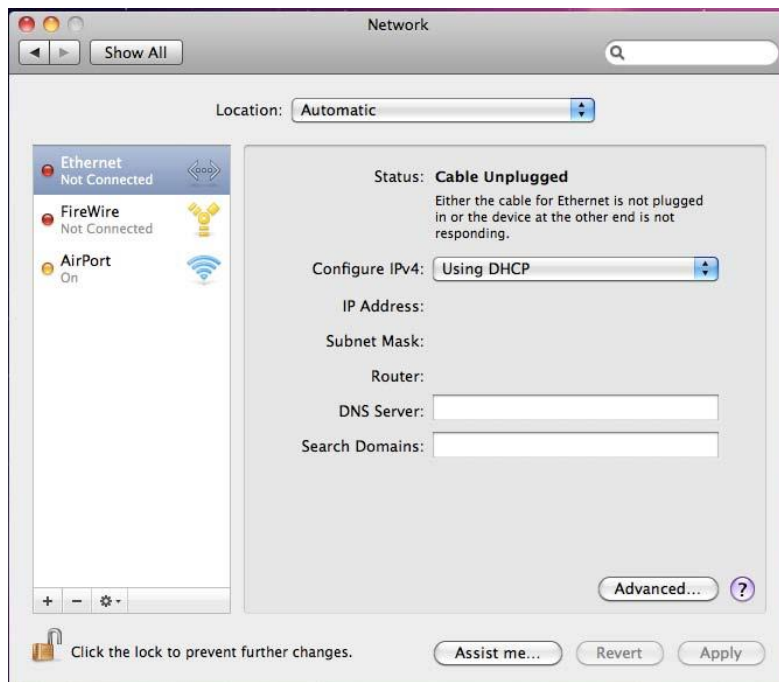 Network
Show All
Location: Automatic
Ethernet
Not Connected
FireWire
Not Connected
AirPort
On
Status: Cable Unplugged
Either the cable for Ethernet is not plugged
in or the device at the other end is not
responding.
Configure IPv4: Using DHCP
IP Address:
Subnet Mask:
Router:
DNS Server:
Search Domains:
Advanced... ?
+ −
Click the lock to prevent further changes.
Assist me... Revert Apply